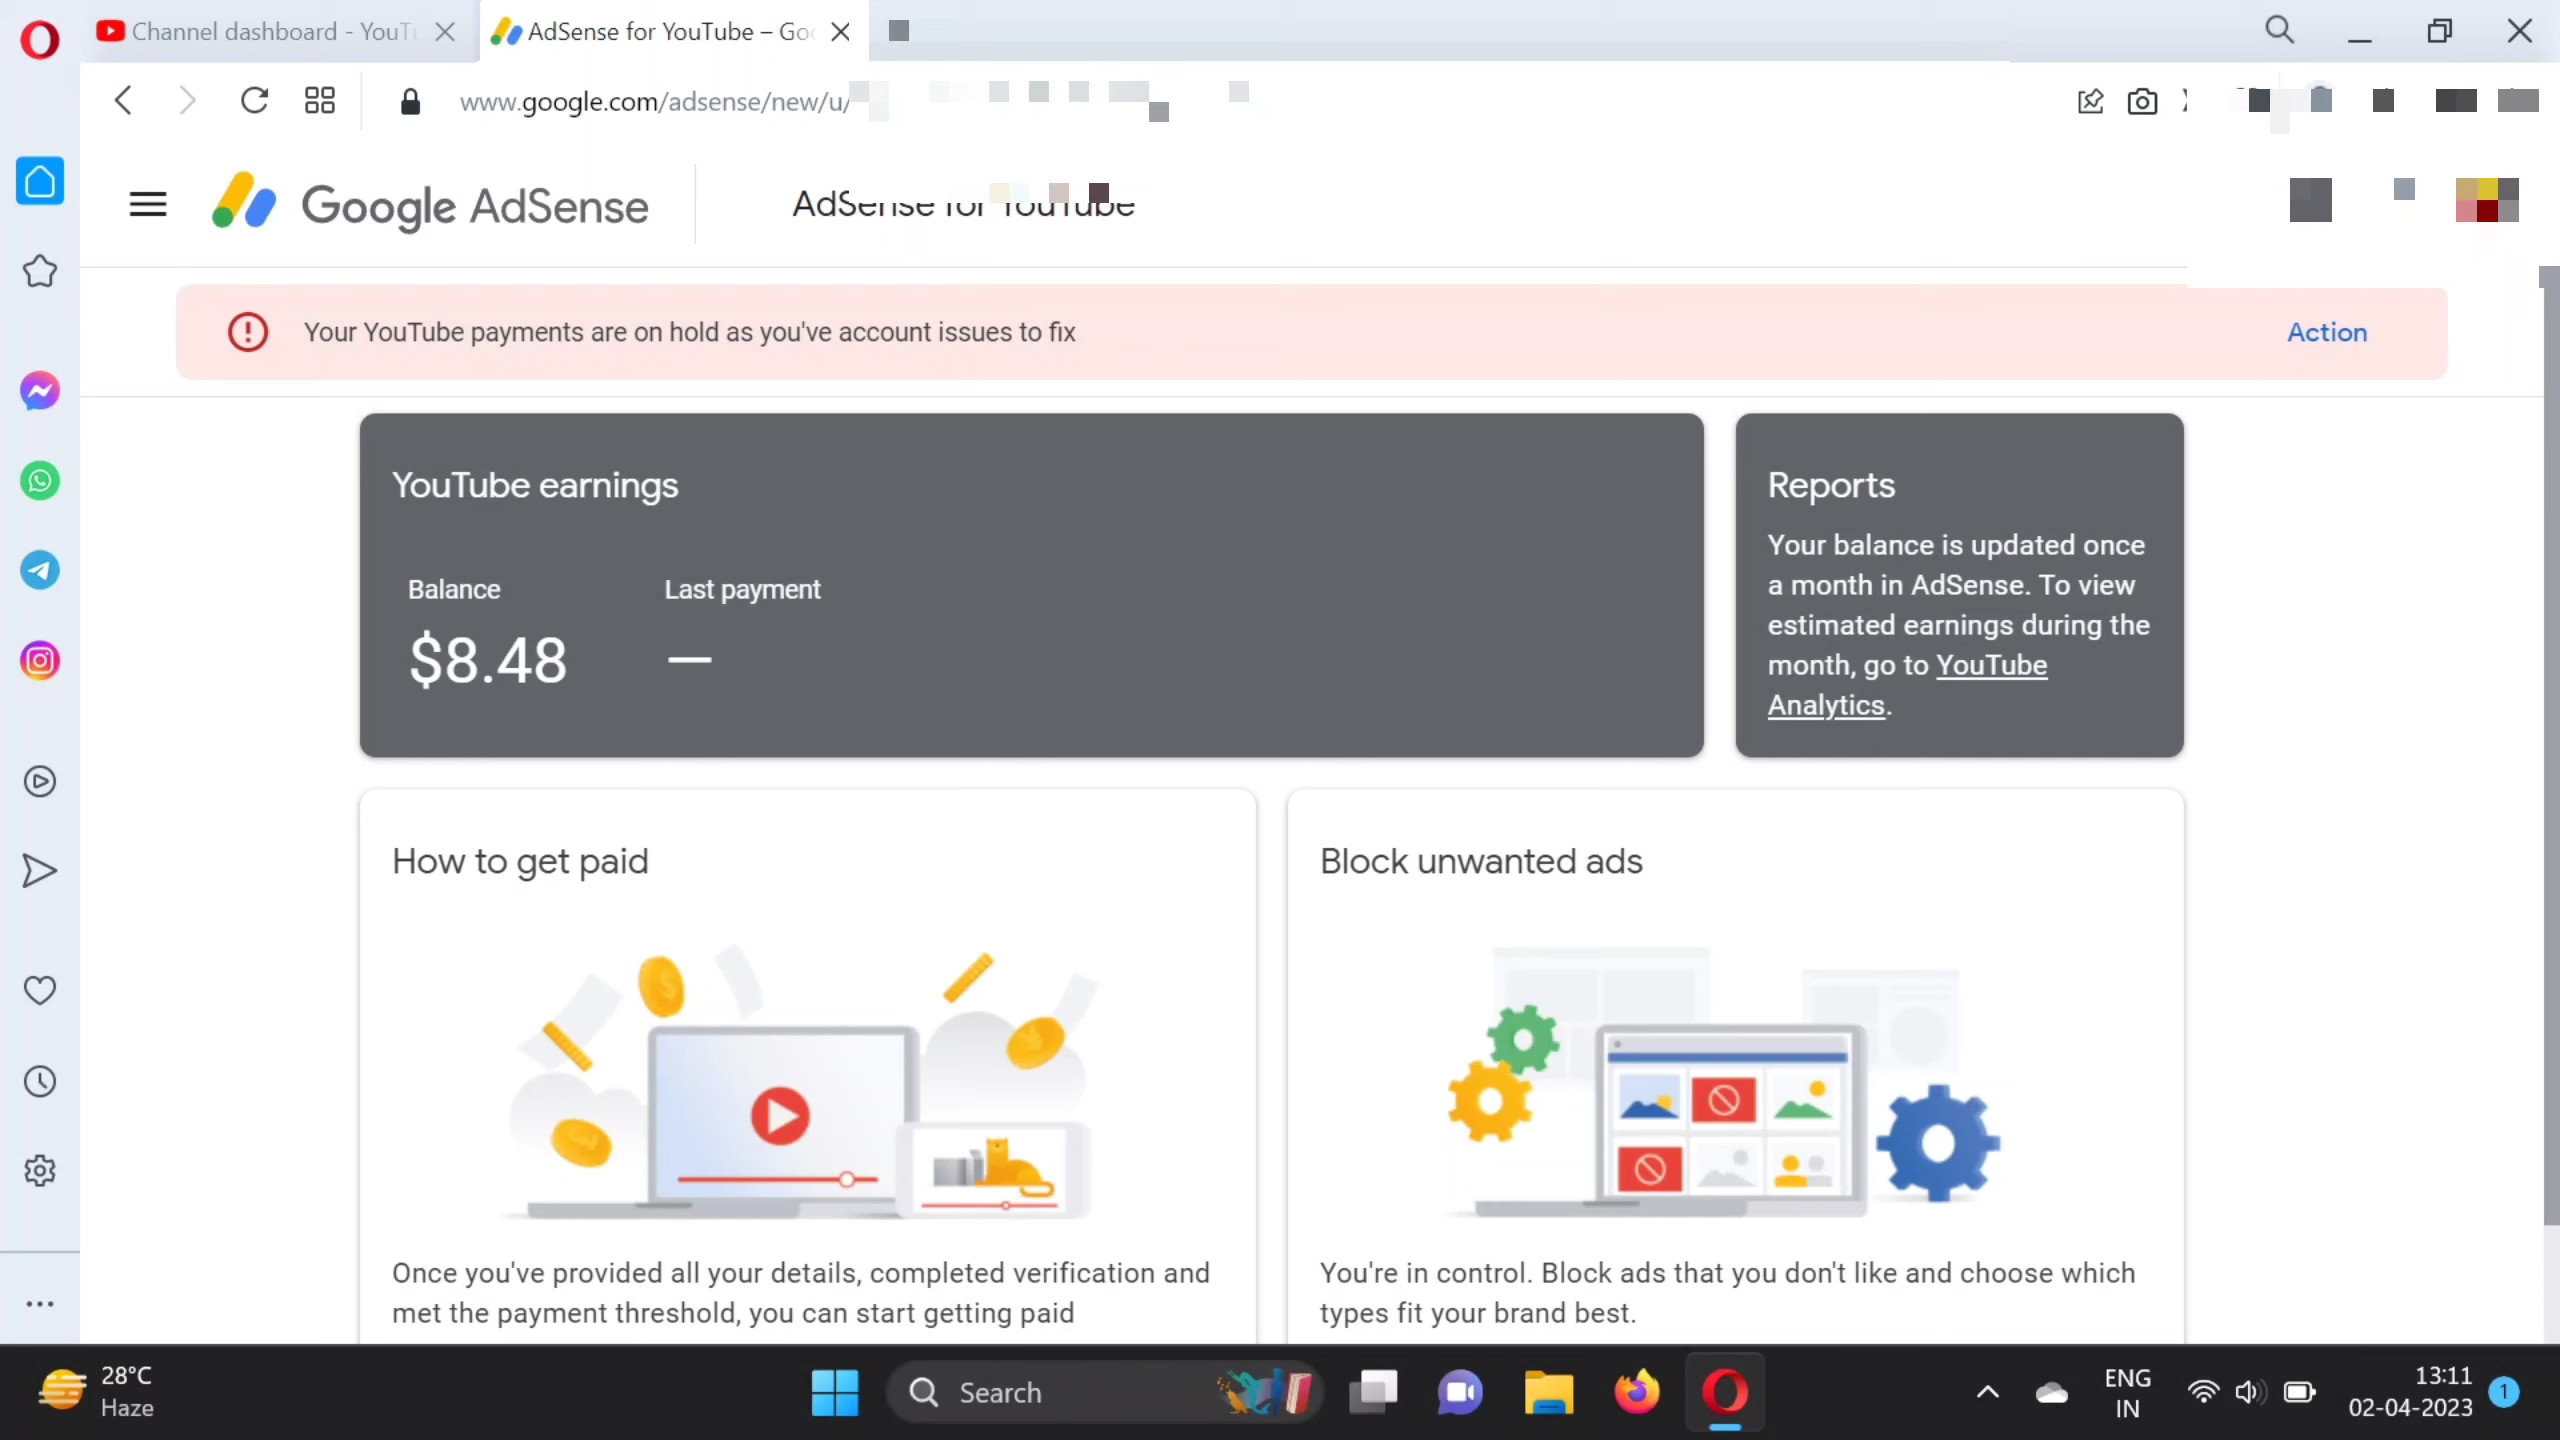 Channel dashboard - YouTu
AdSense for YouTube – Goo
www.google.com/adsense/new/u/
Google AdSense
AdSense for YouTube
Your YouTube payments are on hold as you've account issues to fix
Action
YouTube earnings
Balance
Last payment
$8.48
—
Reports
Your balance is updated once
a month in AdSense. To view
estimated earnings during the
month, go to YouTube
Analytics.
How to get paid
Once you've provided all your details, completed verification and
met the payment threshold, you can start getting paid
Block unwanted ads
You're in control. Block ads that you don't like and choose which
types fit your brand best.
28°C
Haze
Search
ENG
IN
13:11
02-04-2023
1